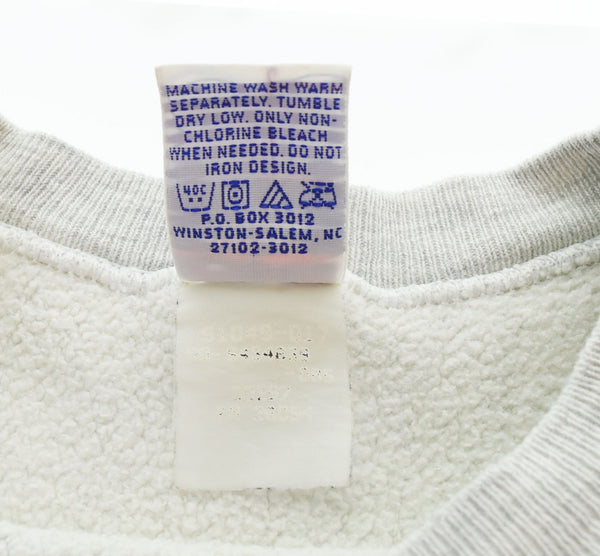 MACHINE WASH WARM
SEPARATELY. TUMBLE
DRY LOW. ONLY NON-
CHLORINE BLEACH
WHEN NEEDED. DO NOT
IRON DESIGN.
40C
P.O. BOX 3012
WINSTON-SALEM, NC
27102-3012